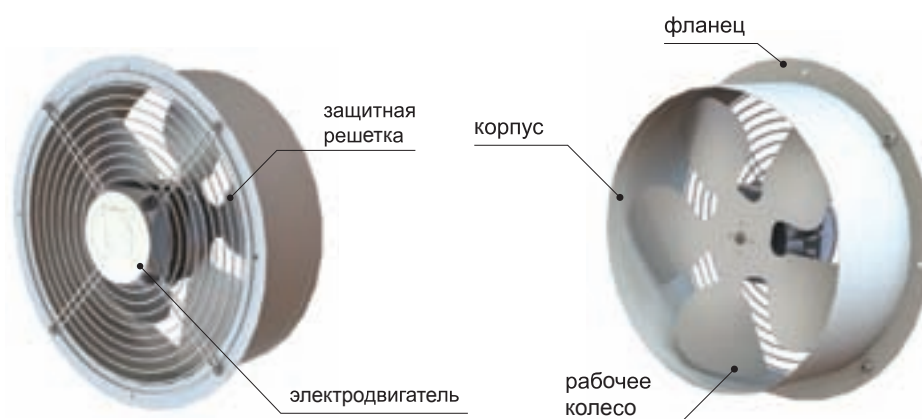 фланец
защитная
решетка
корпус
электродвигатель
рабочее
колесо